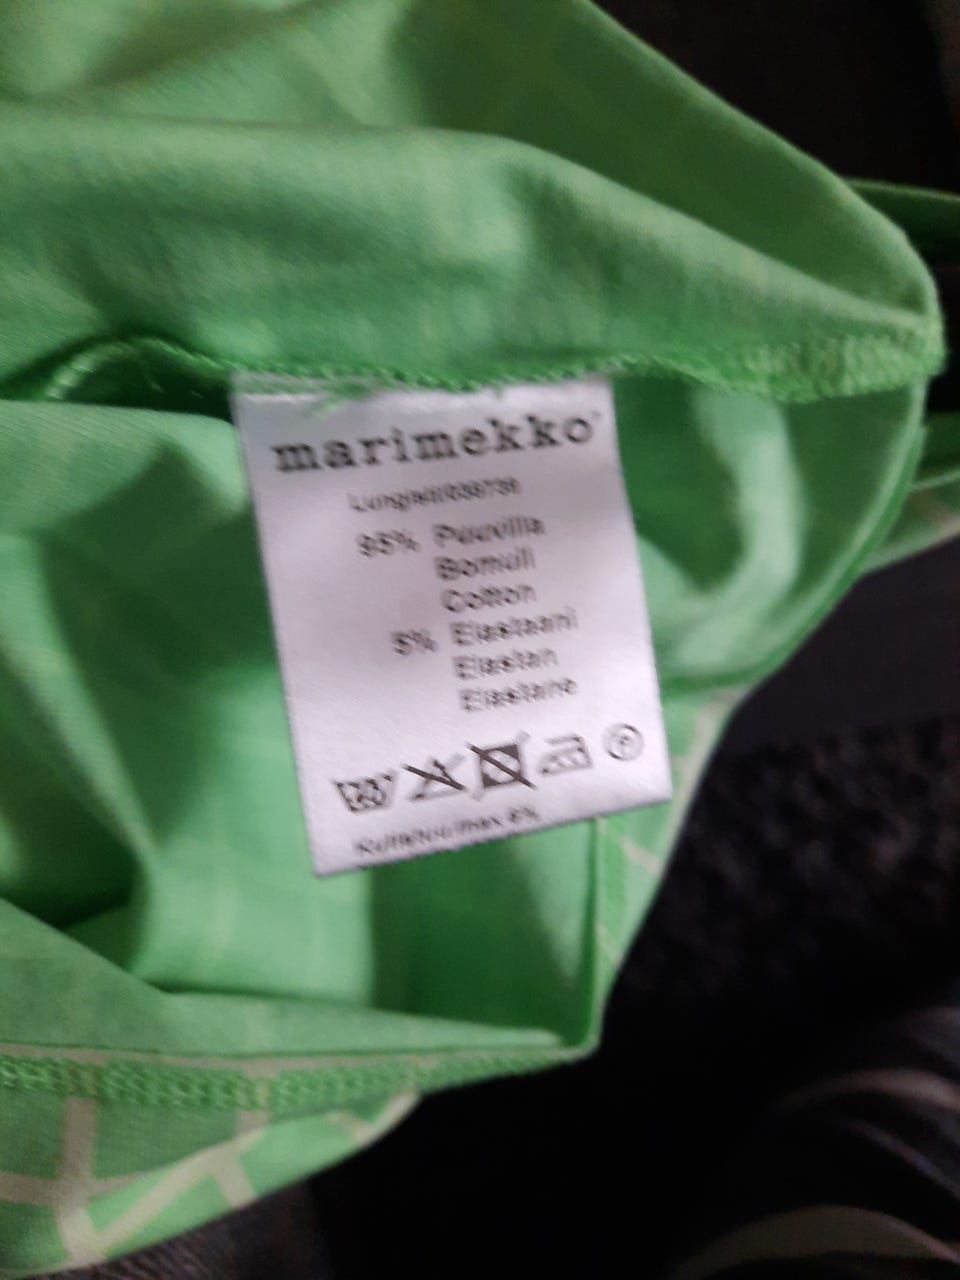 marimekko
95% Puuvilla
Bomull
Cotton
5% Elastaani
Elastan
Elastane
P